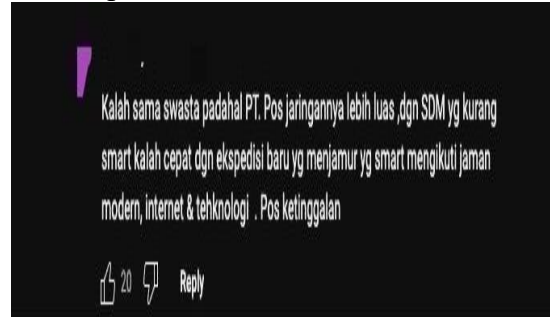 Kalah sama swasta padahal PT. Pos jaringannya lebih luas ,dgn SDM yg kurang
smart kalah cepat dgn ekspedisi baru yg menjamur yg smart mengikuti jaman
modern, internet & tehknologi . Pos ketinggalan
20 Reply